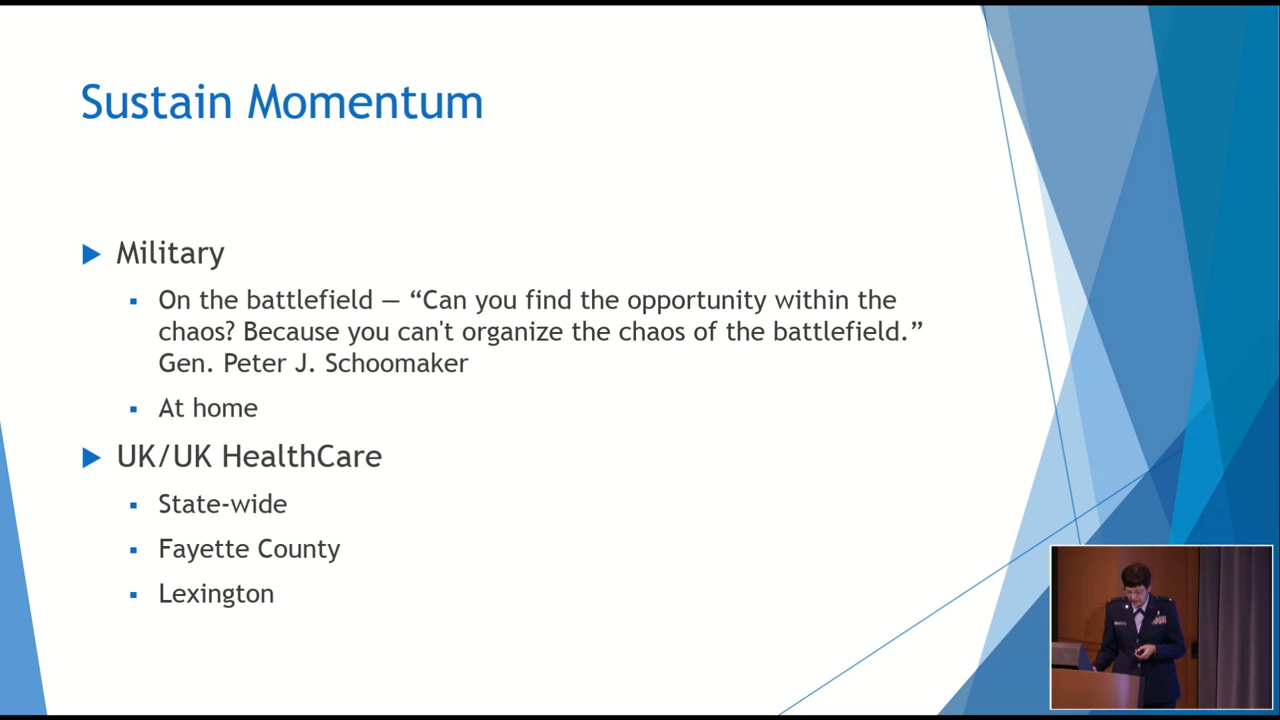 Sustain Momentum
Military
On the battlefield — “Can you find the opportunity within the
chaos? Because you can't organize the chaos of the battlefield.”
Gen. Peter J. Schoomaker
At home
UK/UK HealthCare
State-wide
Fayette County
Lexington